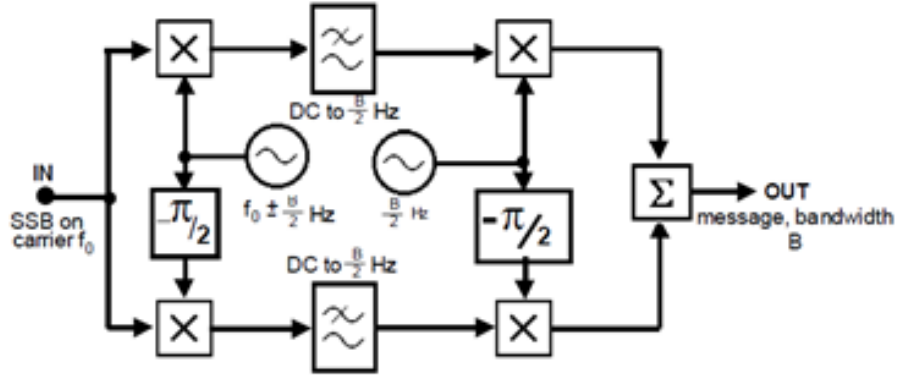 DC to B/2 Hz
IN
SSB on
carrier f₀
-π/2
f₀ ± B/2 Hz
B/2 Hz
-π/2
Σ
OUT
message, bandwidth
B
DC to B/2 Hz